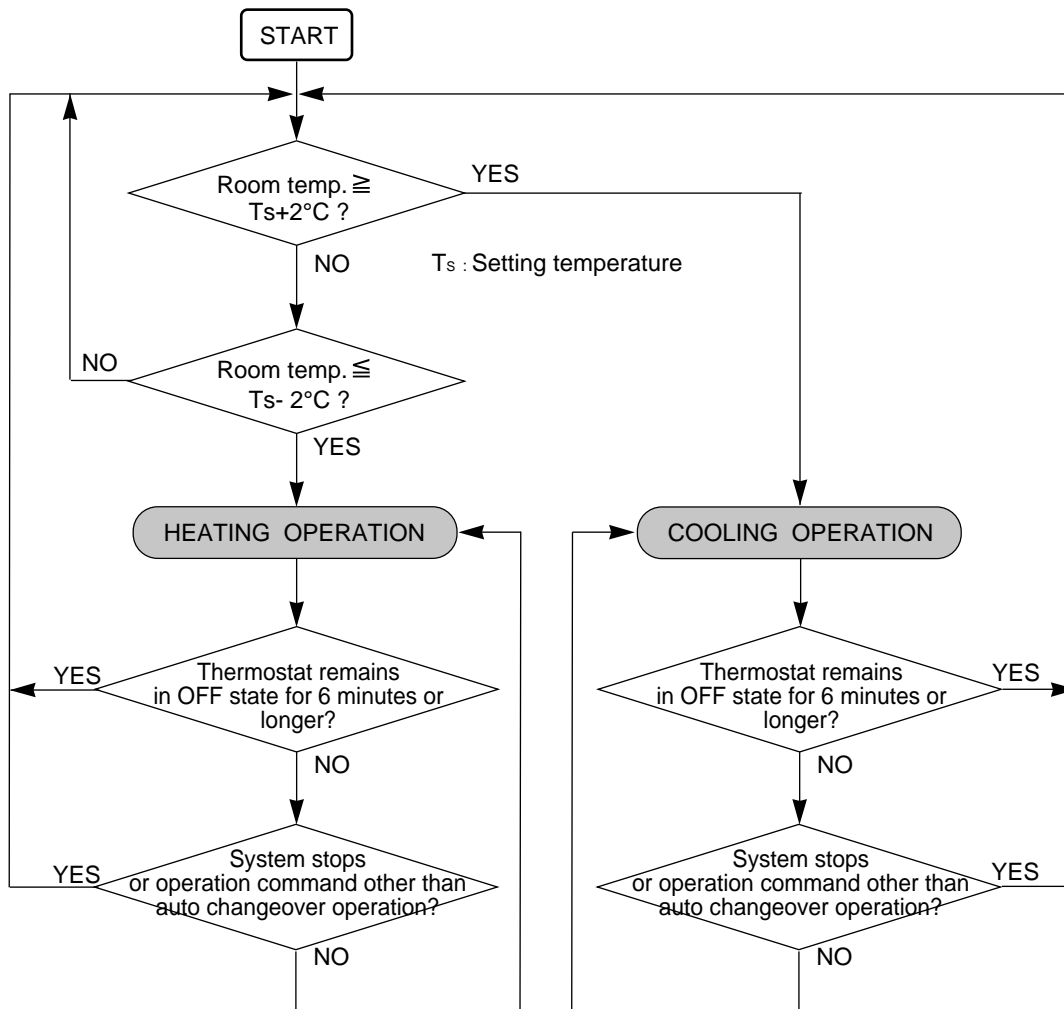 START
Room temp. ≧
Ts+2°C ?
YES
NO
Ts : Setting temperature
NO
Room temp. ≦
Ts- 2°C ?
YES
HEATING OPERATION
COOLING OPERATION
YES
Thermostat remains
in OFF state for 6 minutes or
longer?
NO
Thermostat remains
in OFF state for 6 minutes or
longer?
YES
NO
YES
System stops
or operation command other than
auto changeover operation?
NO
System stops
or operation command other than
auto changeover operation?
YES
NO